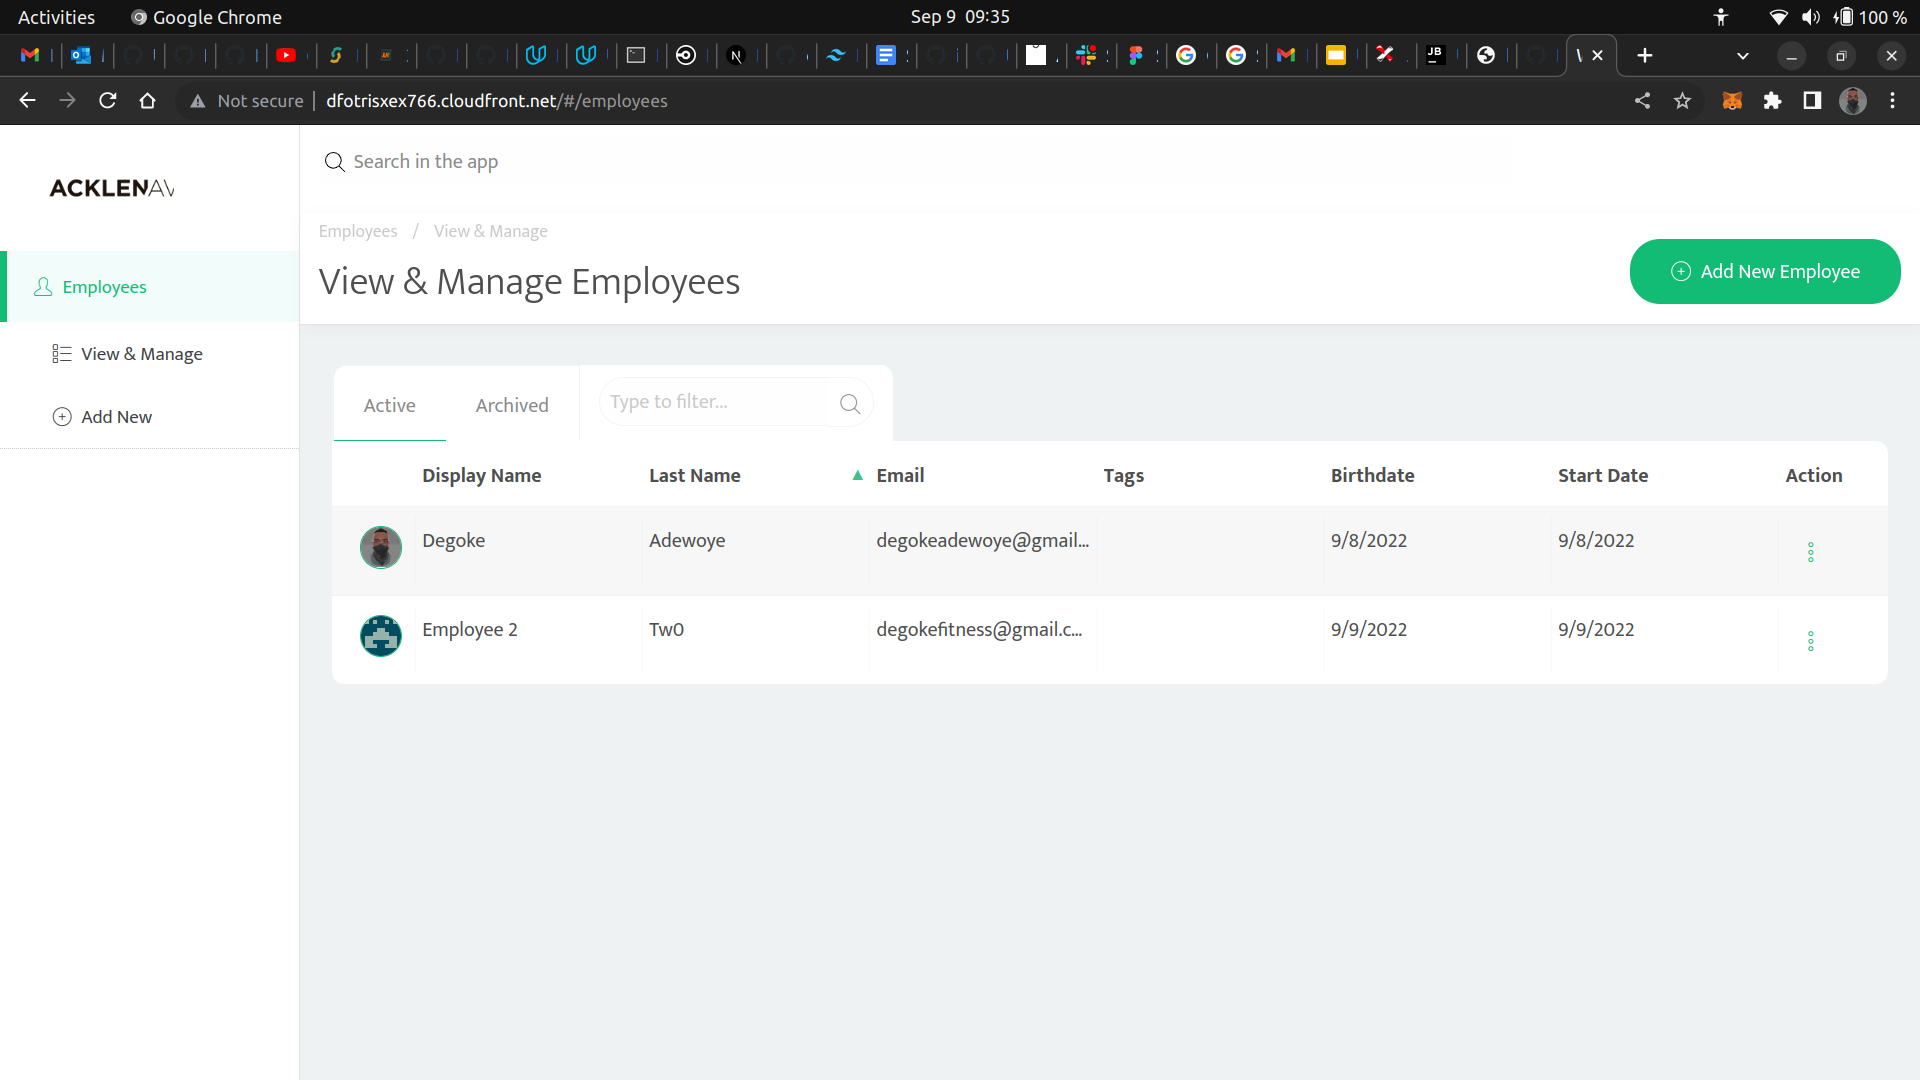 Activities Google Chrome Sep 9 09:35 100 %
Not secure dfotrisxex766.cloudfront.net/#/employees
Search in the app
ACKLENAV
Employees / View & Manage
View & Manage Employees
Add New Employee
Employees
View & Manage
Add New
Active Archived Type to filter...
Display Name Last Name ▲ Email Tags Birthdate Start Date Action
Degoke Adewoye degokeadewoye@gmail... 9/8/2022 9/8/2022
Employee 2 Tw0 degokefitness@gmail.c... 9/9/2022 9/9/2022